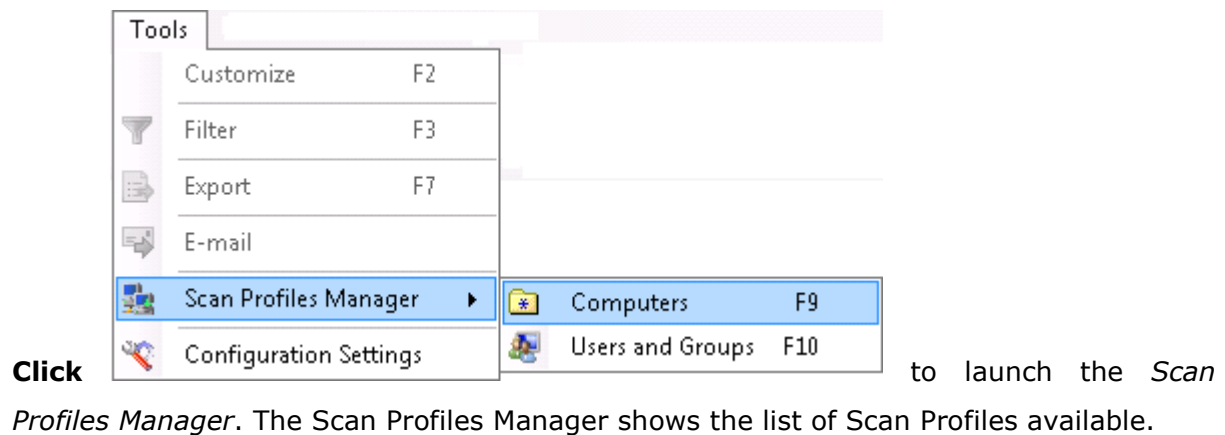 Tools
Customize F2
Filter F3
Export F7
E-mail
Scan Profiles Manager
Computers F9
Configuration Settings
Users and Groups F10
Click to launch the Scan
Profiles Manager. The Scan Profiles Manager shows the list of Scan Profiles available.